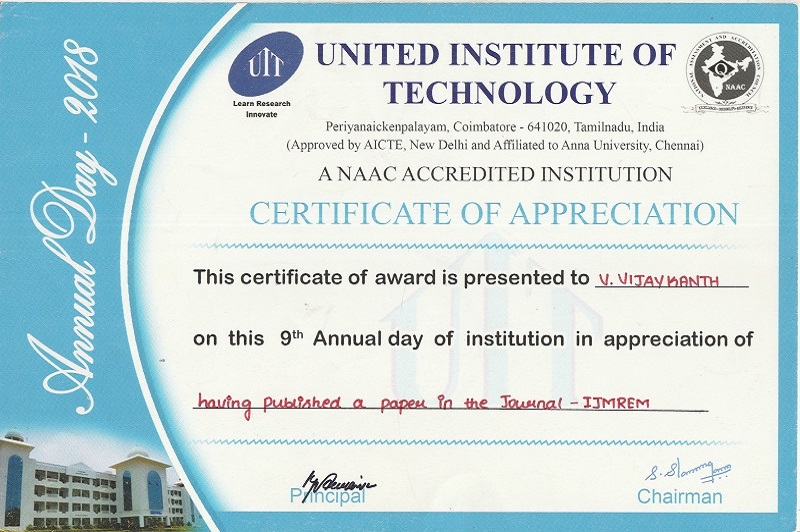 Annual Day - 2018
UIT
Learn Research
Innovate
UNITED INSTITUTE OF
TECHNOLOGY
NAAC
Periyanaickenpalayam, Coimbatore - 641020, Tamilnadu, India
(Approved by AICTE, New Delhi and Affiliated to Anna University, Chennai)
A NAAC ACCREDITED INSTITUTION
CERTIFICATE OF APPRECIATION
This certificate of award is presented to V. VIJAYKANTH
on this 9th Annual day of institution in appreciation of
having published a paper in the Journal - IJMREM
Principal
Chairman